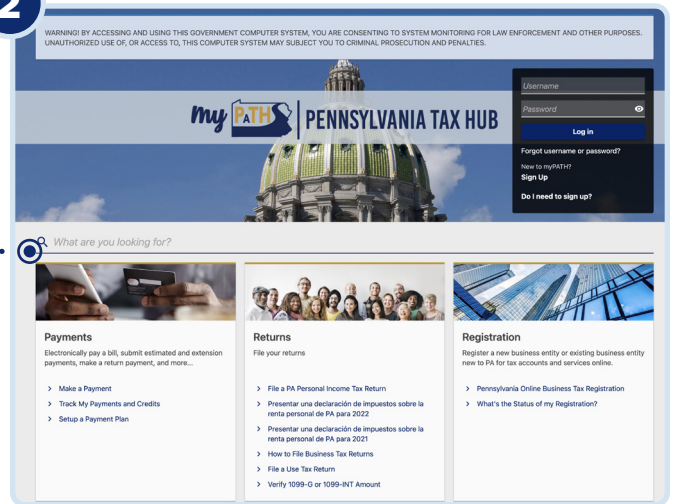 2
WARNING! BY ACCESSING AND USING THIS GOVERNMENT COMPUTER SYSTEM, YOU ARE CONSENTING TO SYSTEM MONITORING FOR LAW ENFORCEMENT AND OTHER PURPOSES.
UNAUTHORIZED USE OF, OR ACCESS TO, THIS COMPUTER SYSTEM MAY SUBJECT YOU TO CRIMINAL PROSECUTION AND PENALTIES.
my PATH | PENNSYLVANIA TAX HUB
Username
Password
Log in
Forgot username or password?
New to myPATH?
Sign Up
Do I need to sign up?
What are you looking for?
Payments
Electronically pay a bill, submit estimated and extension
payments, make a return payment, and more...
> Make a Payment
> Track My Payments and Credits
> Setup a Payment Plan
Returns
File your returns
> File a PA Personal Income Tax Return
> Presentar una declaración de impuestos sobre la
renta personal de PA para 2022
> Presentar una declaración de impuestos sobre la
renta personal de PA para 2021
> How to File Business Tax Returns
> File a Use Tax Return
> Verify 1099-G or 1099-INT Amount
Registration
Register a new business entity or existing business entity
new to PA for tax accounts and services online.
> Pennsylvania Online Business Tax Registration
> What's the Status of my Registration?